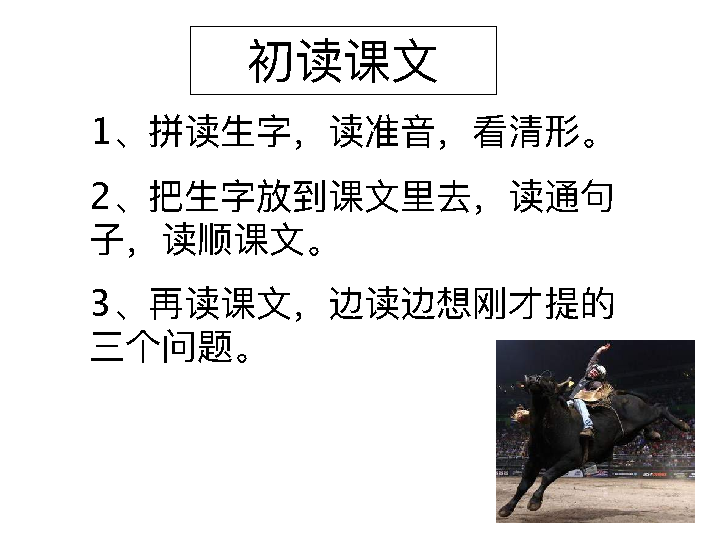 初读课文
1、拼读生字，读准音，看清形。
2、把生字放到课文里去，读通句
子，读顺课文。
3、再读课文，边读边想刚才提的
三个问题。